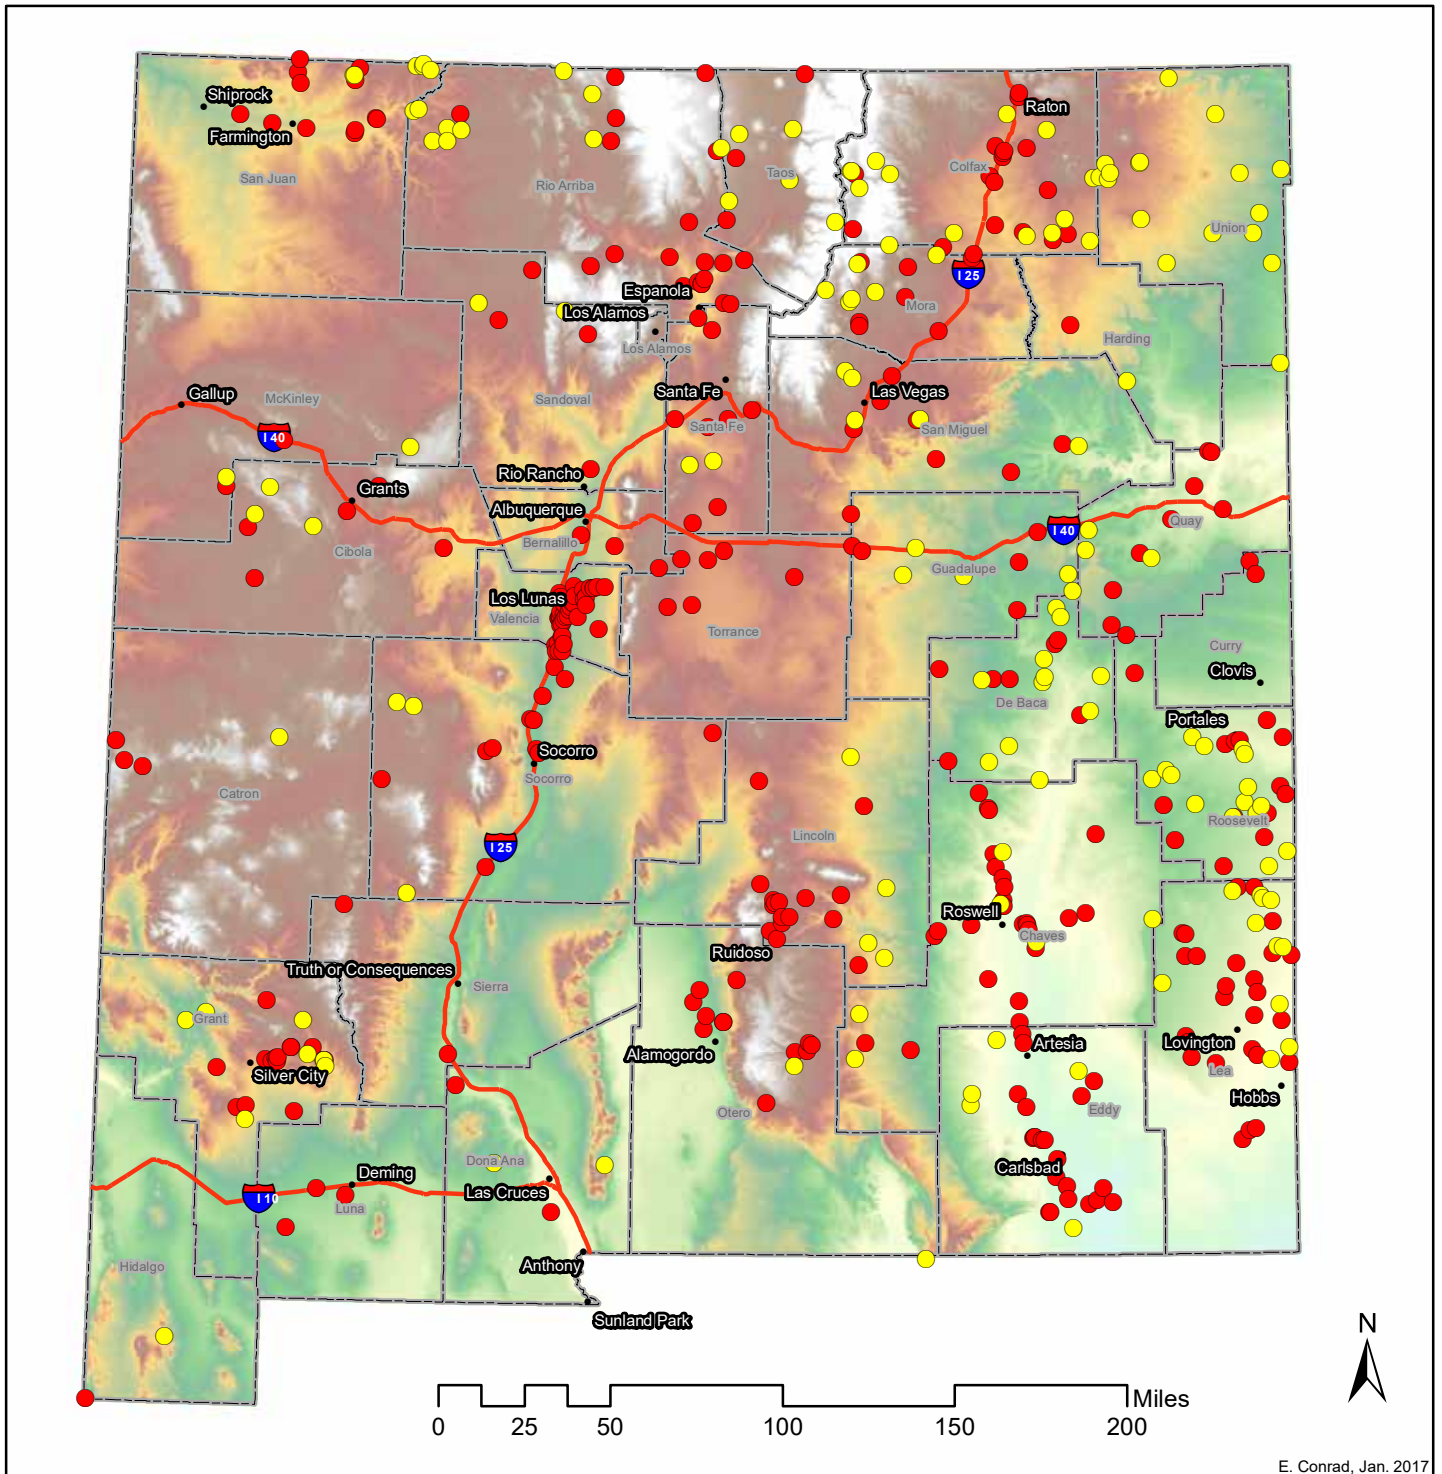 Shiprock
Farmington
San Juan
Rio Arriba
Taos
Colfax
Raton
Union
I 25
Espanola
Los Alamos
Los Alamos
Mora
Harding
Gallup
McKinley
Sandoval
Santa Fe
Santa Fe
Las Vegas
San Miguel
I 40
Rio Rancho
Grants
Albuquerque
Bernalillo
Cibola
I 40
Quay
Guadalupe
Los Lunas
Valencia
Torrance
Curry
Clovis
De Baca
Portales
Socorro
Socorro
Catron
Lincoln
Roosevelt
I 25
Roswell
Chaves
Ruidoso
Truth or Consequences
Sierra
Grant
Silver City
Alamogordo
Artesia
Lovington
Lea
Hobbs
Otero
Eddy
Dona Ana
Deming
Las Cruces
Carlsbad
I 10
Luna
Hidalgo
Anthony
Sunland Park
N
Miles
0 25 50 100 150 200
E. Conrad, Jan. 2017